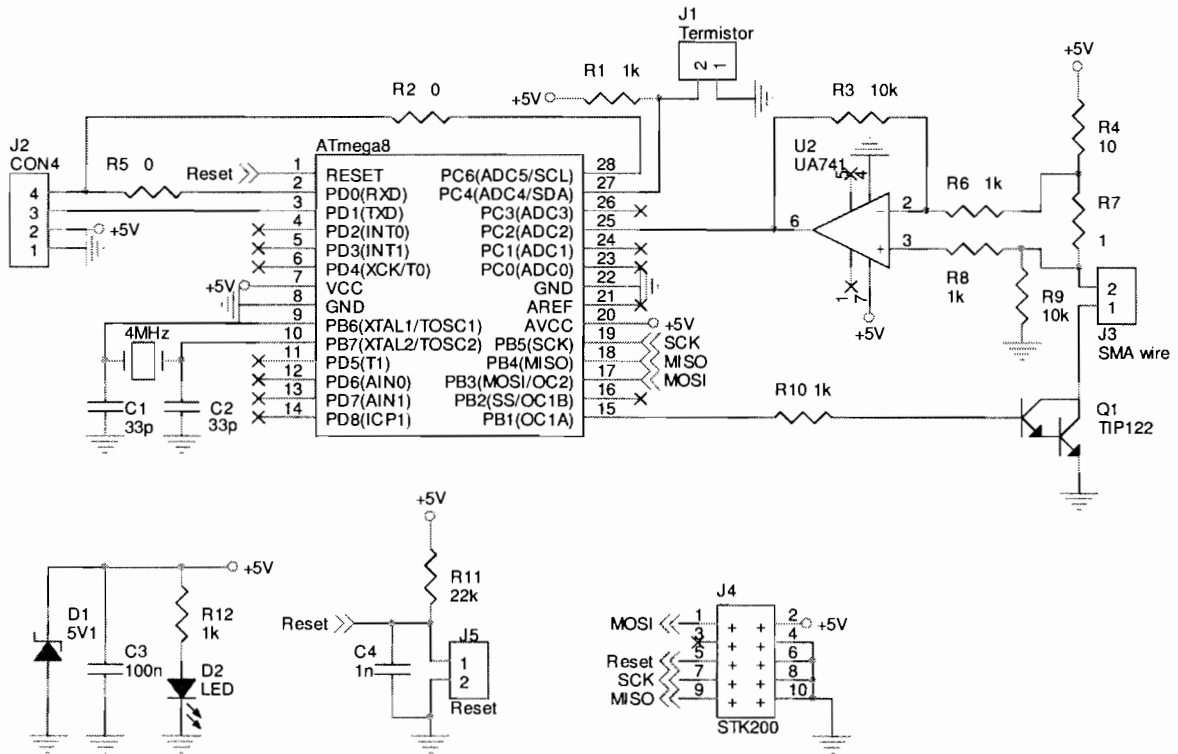 J1
Termistor
2 1
R1 1k
+5V
R2 0
R3 10k
+5V
R4
10
J2
CON4
4
3
2
1
R5 0
+5V
Reset
ATmega8
1 RESET
2 PD0(RXD)
3 PD1(TXD)
4 PD2(INT0)
5 PD3(INT1)
6 PD4(XCK/T0)
7 VCC
8 GND
9 PB6(XTAL1/TOSC1)
10 PB7(XTAL2/TOSC2)
11 PD5(T1)
12 PD6(AIN0)
13 PD7(AIN1)
14 PD8(ICP1)
PC6(ADC5/SCL) 28
PC4(ADC4/SDA) 27
PC3(ADC3) 26
PC2(ADC2) 25
PC1(ADC1) 24
PC0(ADC0) 23
GND 22
AREF 21
AVCC 20
PB5(SCK) 19
PB4(MISO) 18
PB3(MOSI/OC2) 17
PB2(SS/OC1B) 16
PB1(OC1A) 15
+5V
4MHz
C1
33p
C2
33p
+5V
SCK
MISO
MOSI
U2
UA741
5 4
6
2
3
1 7
+5V
R6 1k
R7
1
R8
1k
R9
10k
2
1
J3
SMA wire
R10 1k
Q1
TIP122
+5V
D1
5V1
C3
100n
R12
1k
D2
LED
+5V
R11
22k
Reset
C4
1n
J5
1
2
Reset
J4
MOSI 1
3
Reset 5
SCK 7
MISO 9
2 +5V
4
6
8
10
STK200